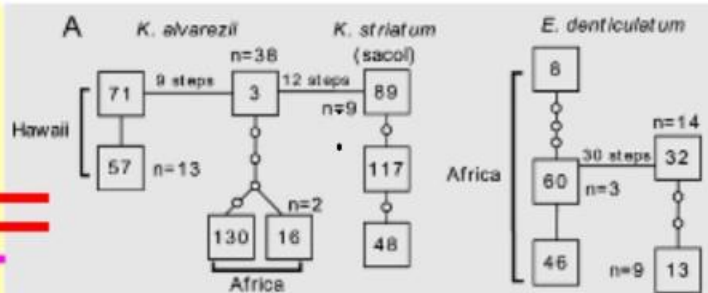 A
K. alvarezii
K. striatum
(sacol)
E. denticulatum
n=38
9 steps
12 steps
71
3
89
8
n=9
n=14
Hawaii
57
n=13
117
Africa
60
30 steps
32
n=3
n=2
130
16
48
46
n=9
13
Africa